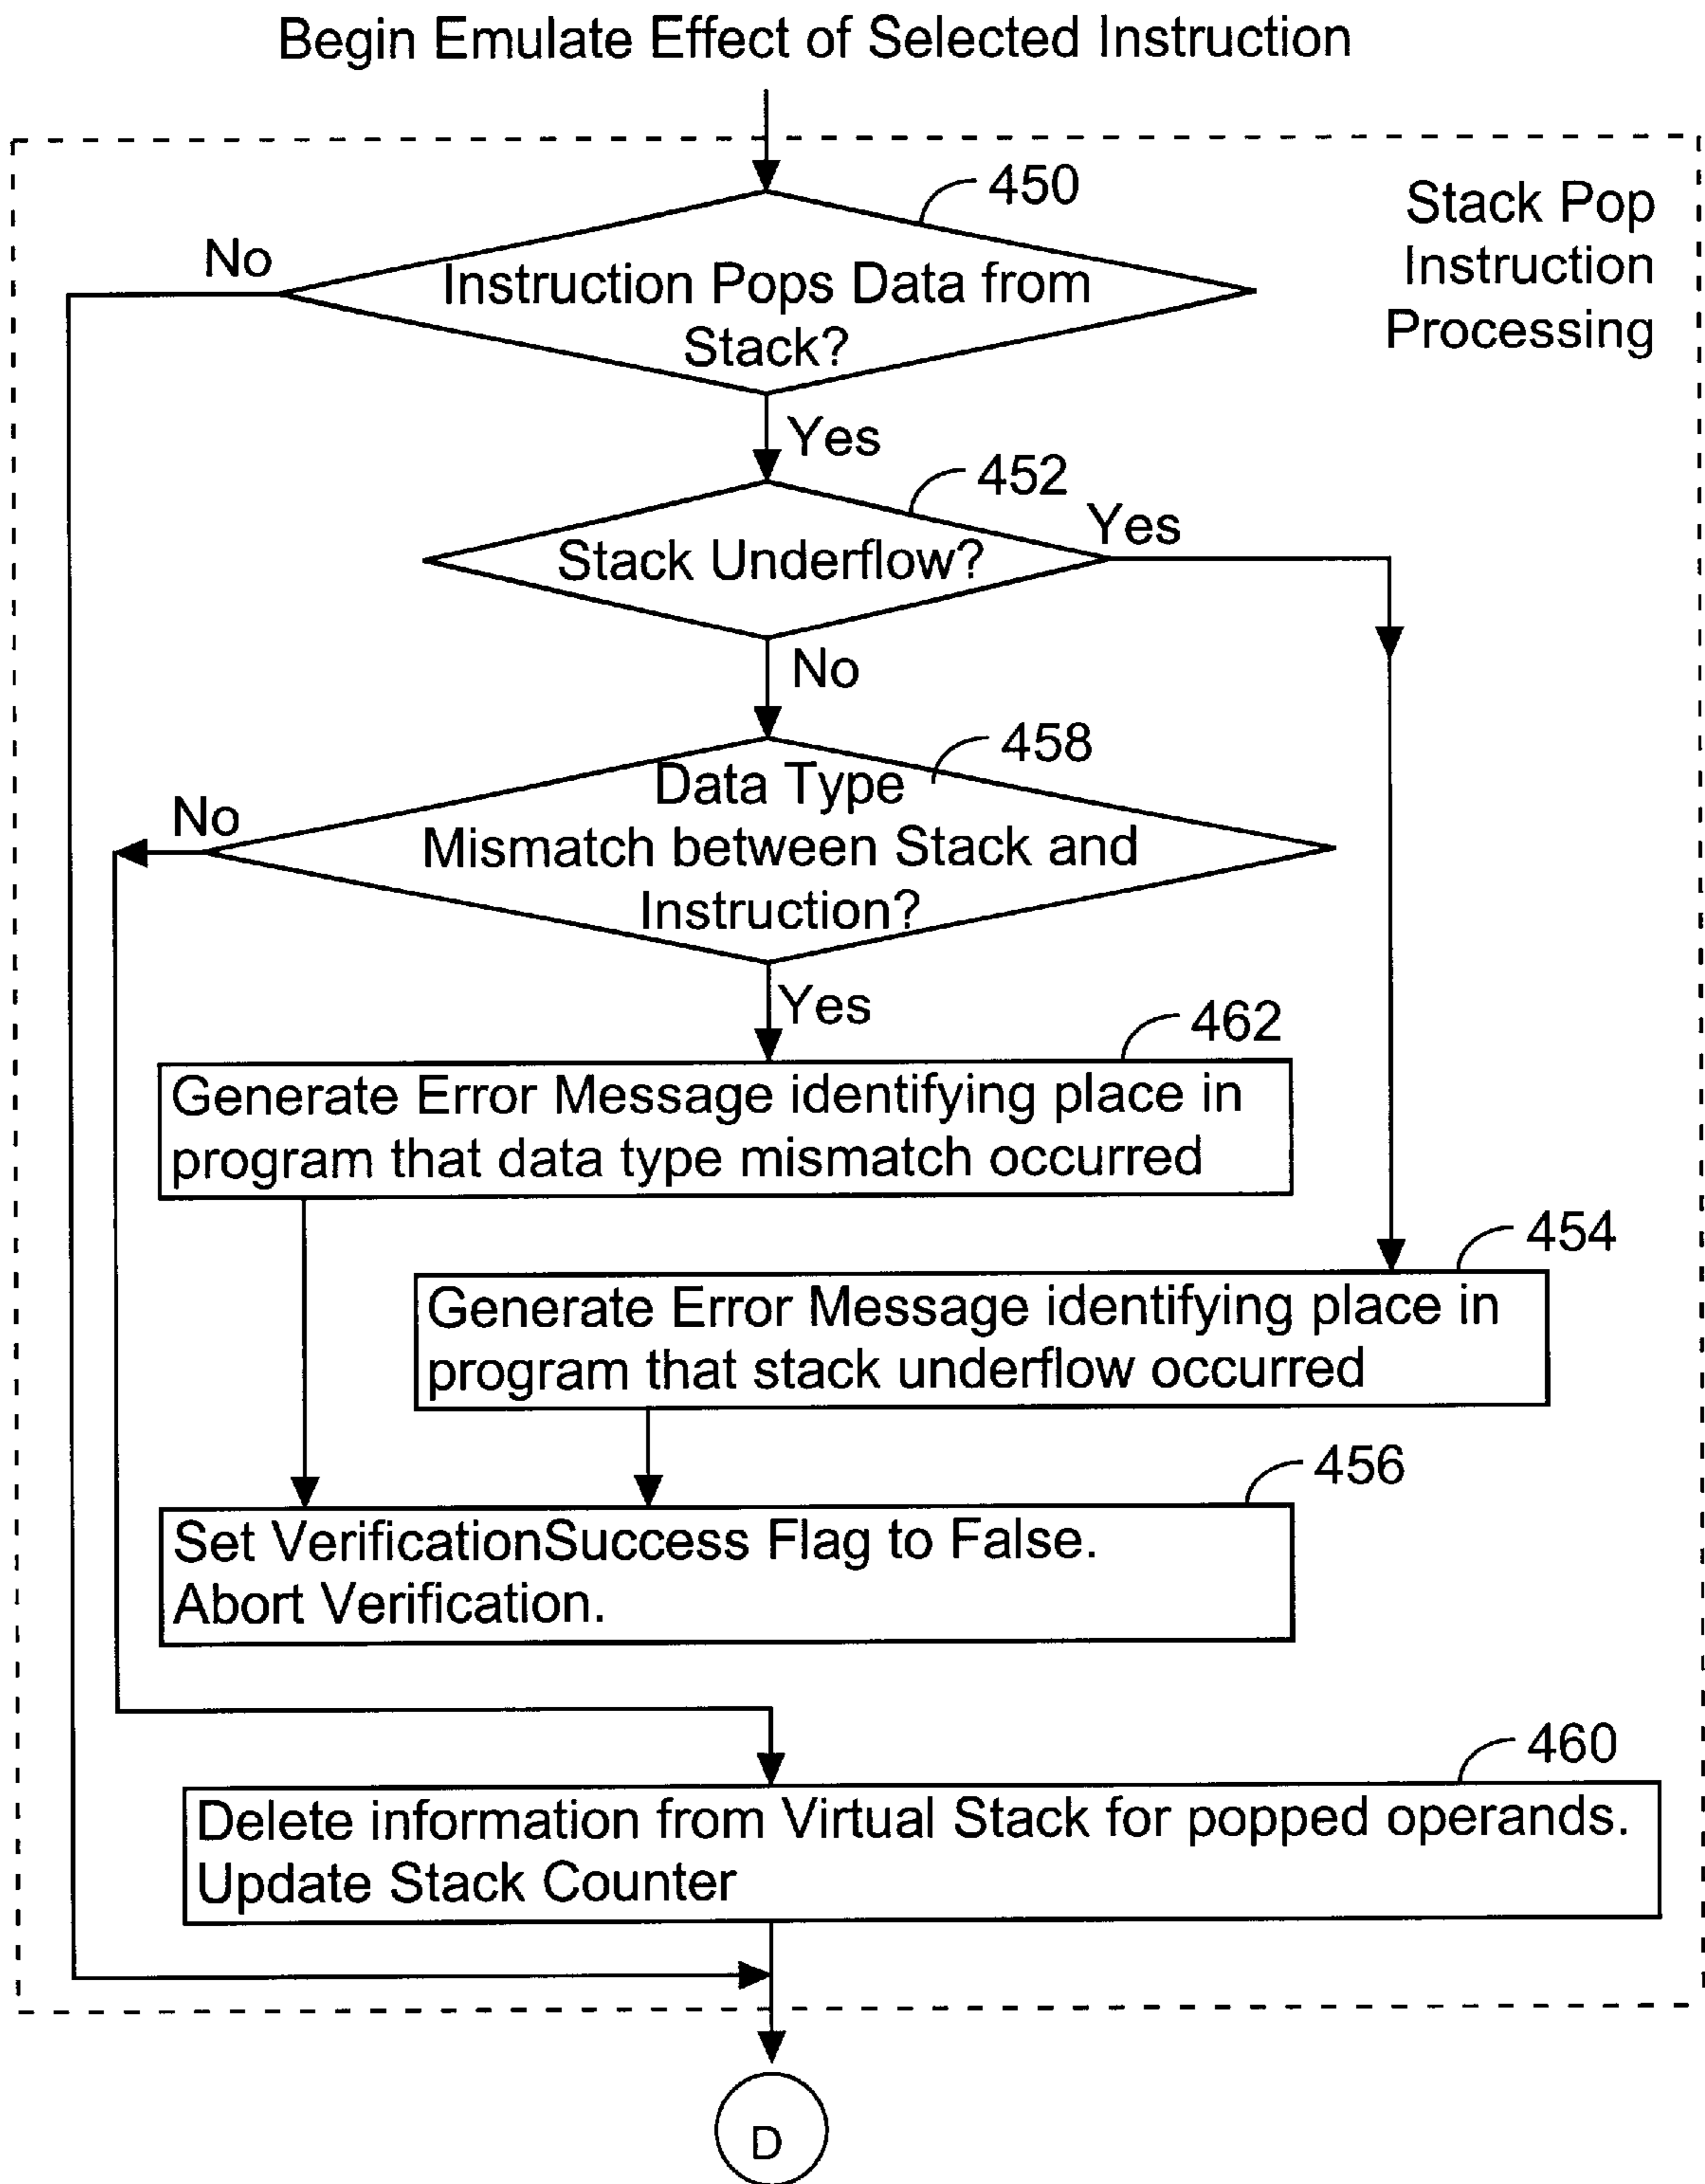 Begin Emulate Effect of Selected Instruction
450
Stack Pop
Instruction
Processing
No
Instruction Pops Data from
Stack?
Yes
452
Yes
Stack Underflow?
No
458
No
Data Type
Mismatch between Stack and
Instruction?
Yes
462
Generate Error Message identifying place in
program that data type mismatch occurred
454
Generate Error Message identifying place in
program that stack underflow occurred
456
Set VerificationSuccess Flag to False.
Abort Verification.
460
Delete information from Virtual Stack for popped operands.
Update Stack Counter
D